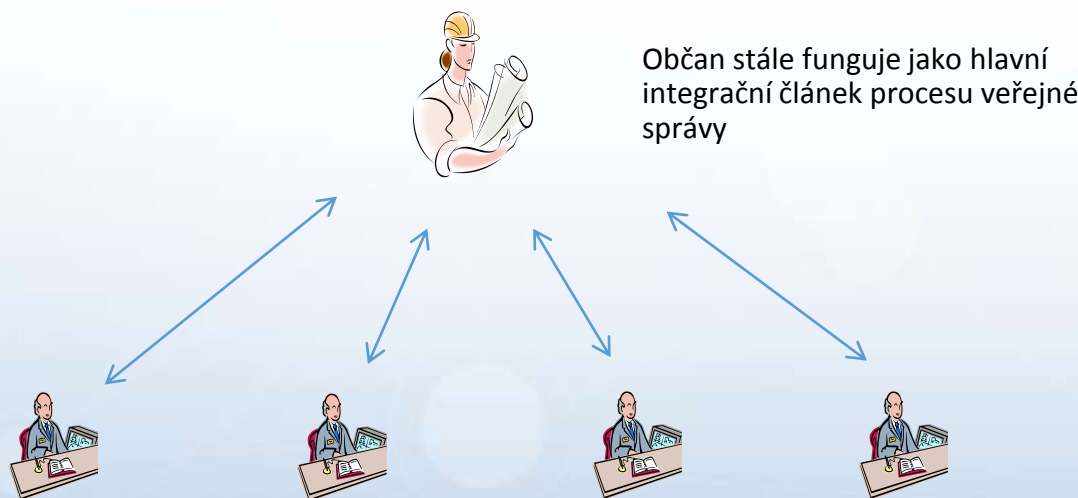 Občan stále funguje jako hlavní
integrační článek procesu veřejné
správy